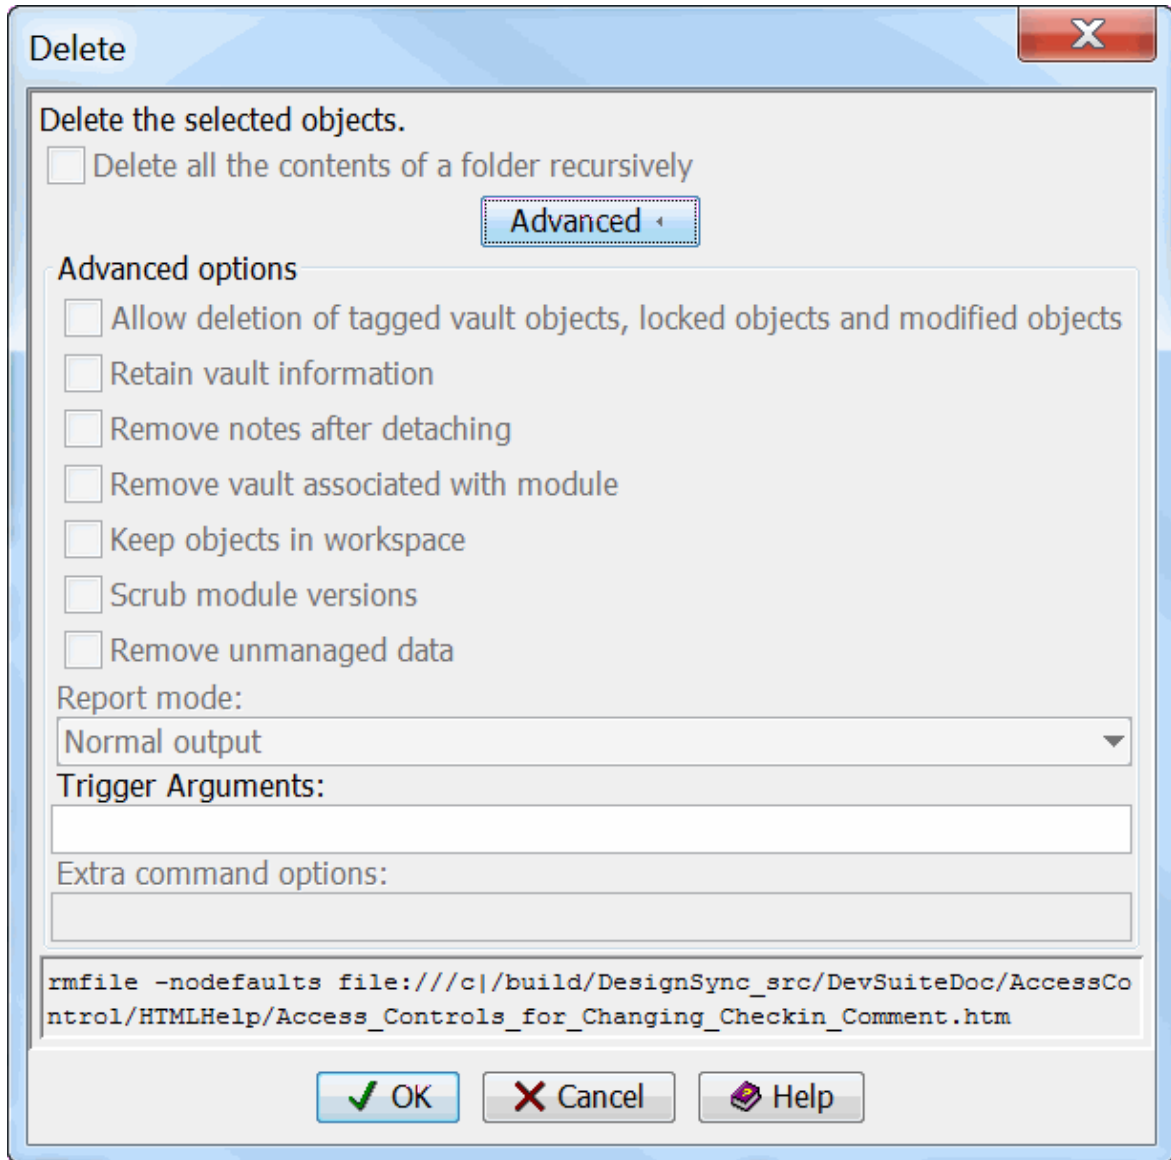 Delete
Delete the selected objects.
Delete all the contents of a folder recursively
Advanced
Advanced options
Allow deletion of tagged vault objects, locked objects and modified objects
Retain vault information
Remove notes after detaching
Remove vault associated with module
Keep objects in workspace
Scrub module versions
Remove unmanaged data
Report mode:
Normal output
Trigger Arguments:
Extra command options:
rmfile -nodefaults file:///c|/build/DesignSync_src/DevSuiteDoc/AccessCo
ntrol/HTMLHelp/Access_Controls_for_Changing_Checkin_Comment.htm
OK Cancel Help